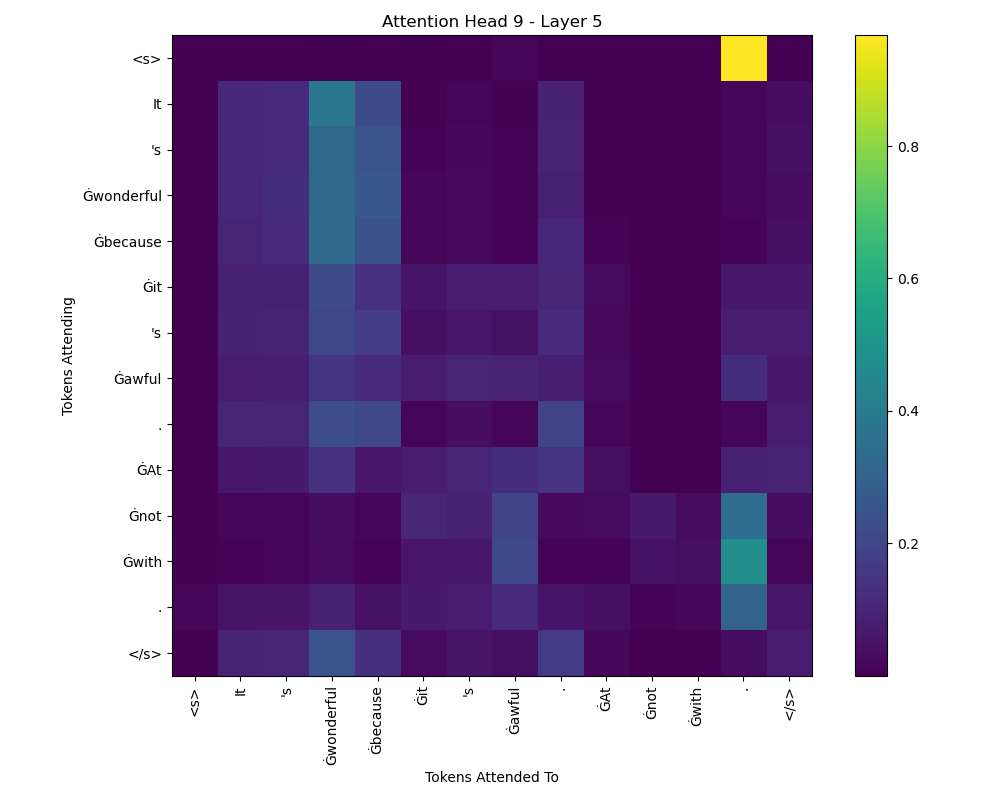 Attention Head 9 - Layer 5
Tokens Attending
<s>
It
's
Ġwonderful
Ġbecause
Ġit
's
Ġawful
.
ĠAt
Ġnot
Ġwith
.
</s>
<s>
It
's
Ġwonderful
Ġbecause
Ġit
's
Ġawful
.
ĠAt
Ġnot
Ġwith
.
</s>
Tokens Attended To
0.8
0.6
0.4
0.2